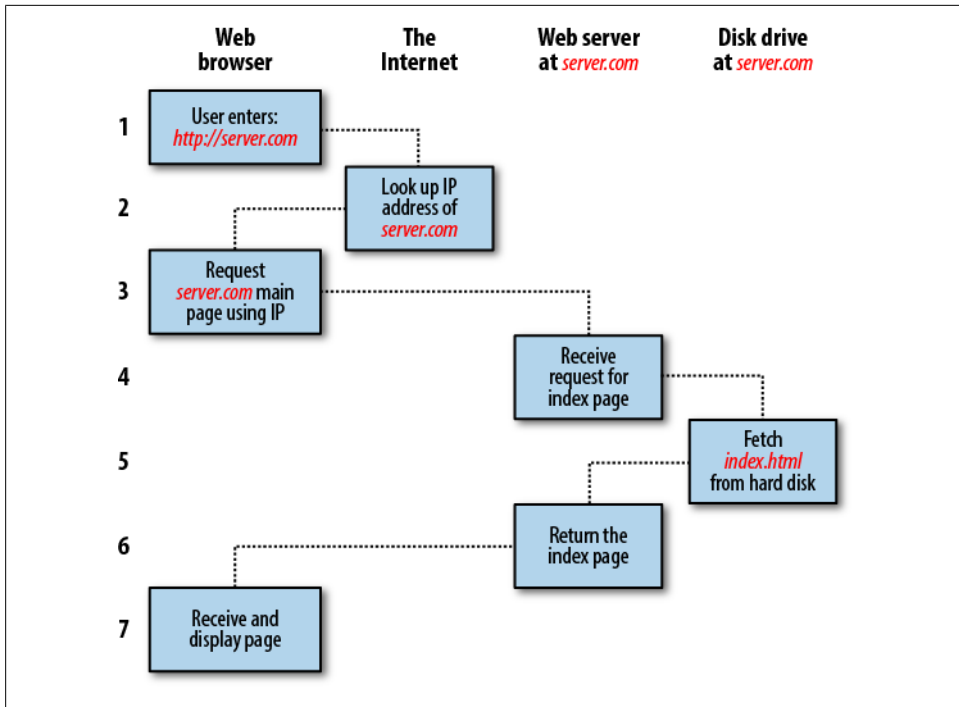 Web
browser
The
Internet
Web server
at server.com
Disk drive
at server.com
1
User enters:
http://server.com
2
Look up IP
address of
server.com
3
Request
server.com main
page using IP
4
Receive
request for
index page
5
Fetch
index.html
from hard disk
6
Return the
index page
7
Receive and
display page